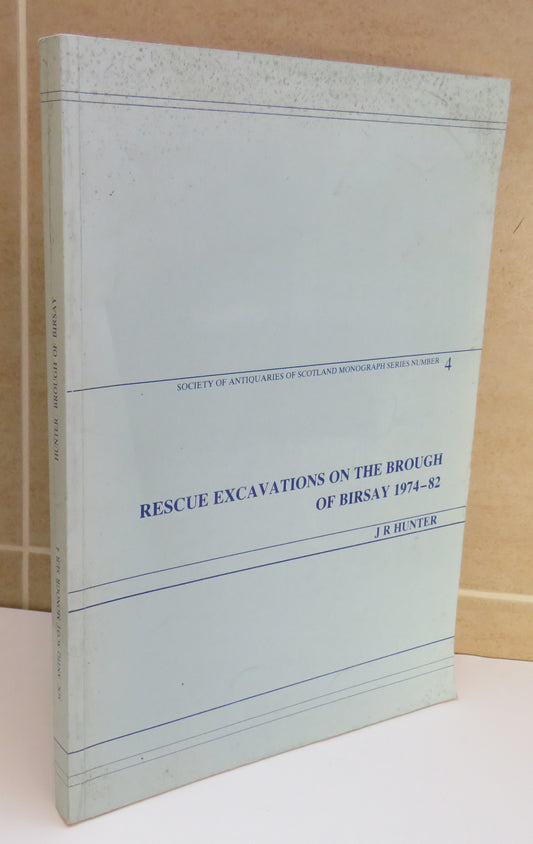 SOCIETY OF ANTIQUARIES OF SCOTLAND MONOGRAPH SERIES NUMBER 4
RESCUE EXCAVATIONS ON THE BROUGH
OF BIRSAY 1974–82
J R HUNTER
HUNTER BROUGH OF BIRSAY
SOC ANTIQ SCOT MONOGR SER 4